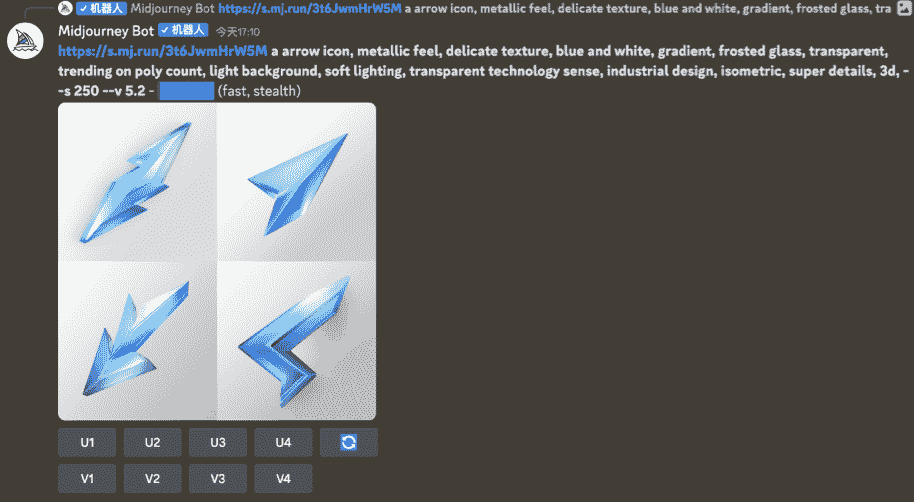 ✓机器人 Midjourney Bot https://s.mj.run/3t6JwmHrW5M a arrow icon, metallic feel, delicate texture, blue and white, gradient, frosted glass, tra
Midjourney Bot ✓机器人 今天17:10
https://s.mj.run/3t6JwmHrW5M a arrow icon, metallic feel, delicate texture, blue and white, gradient, frosted glass, transparent,
trending on poly count, light background, soft lighting, transparent technology sense, industrial design, isometric, super details, 3d, -
-s 250 --v 5.2 - (fast, stealth)
U1 U2 U3 U4
V1 V2 V3 V4